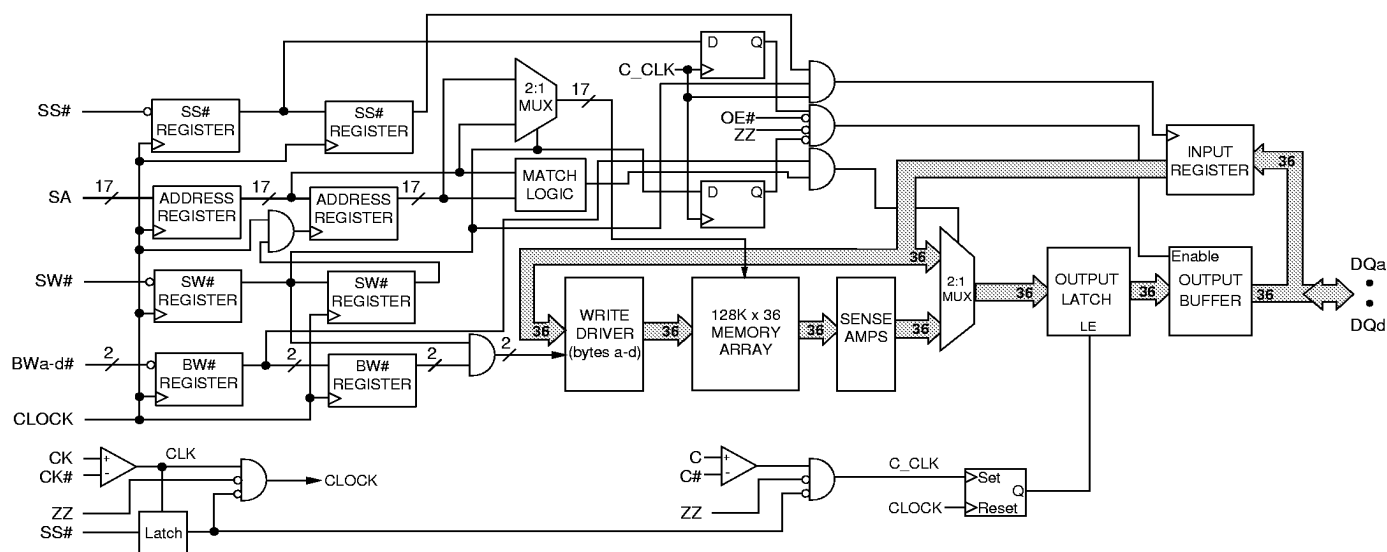 D Q
C_CLK
2:1
MUX
17
SS#
SS#
REGISTER
SS#
REGISTER
OE#
ZZ
INPUT
REGISTER
36
SA
17
ADDRESS
REGISTER
17
ADDRESS
REGISTER
17
MATCH
LOGIC
D Q
SW#
SW#
REGISTER
SW#
REGISTER
36
2:1
MUX
Enable
OUTPUT
BUFFER
36
DQa
DQd
OUTPUT
LATCH
LE
36
36
36
WRITE
DRIVER
(bytes a-d)
36
128K x 36
MEMORY
ARRAY
36
SENSE
AMPS
36
BWa-d#
2
BW#
REGISTER
2
BW#
REGISTER
2
2
CLOCK
CK
CK#
+
-
CLK
CLOCK
ZZ
SS#
Latch
C
C#
+
-
ZZ
C_CLK
Set
Q
CLOCK
Reset